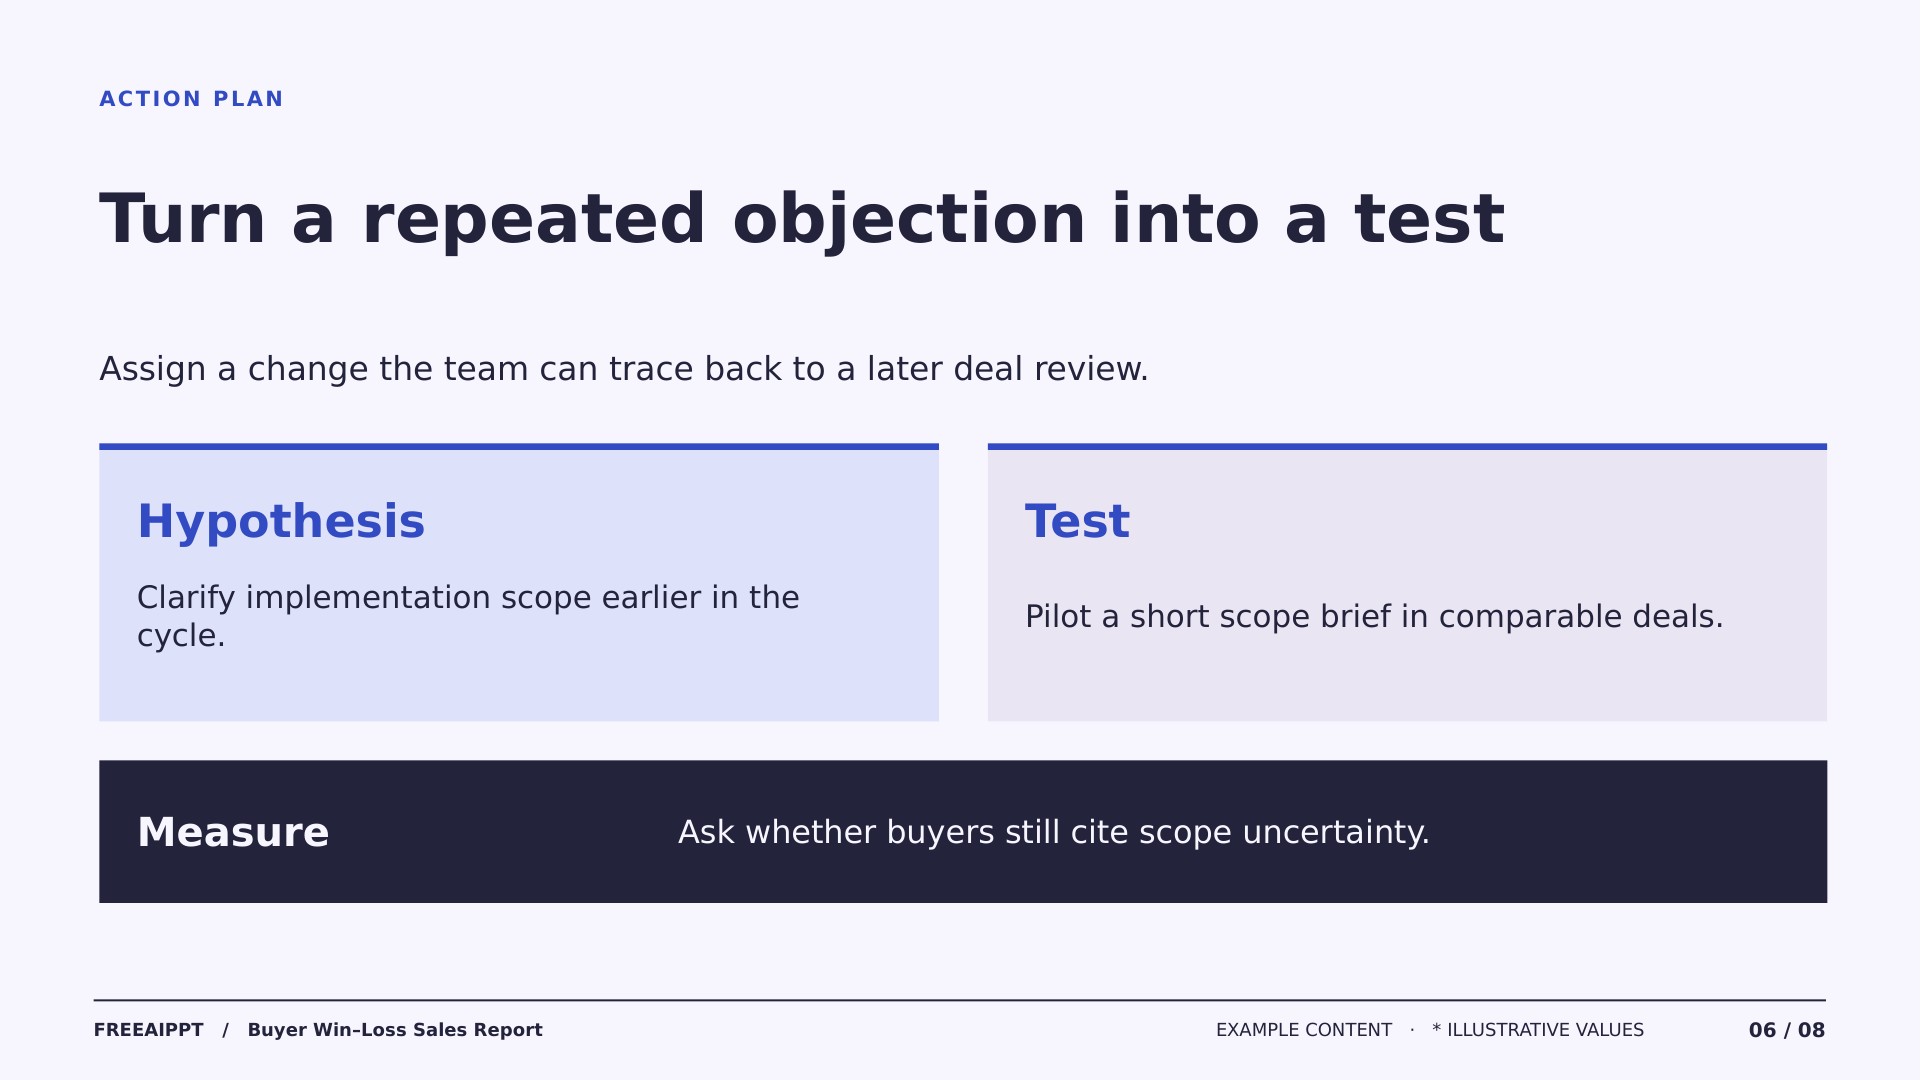 ACTION PLAN
Turn a repeated objection into a test
Assign a change the team can trace back to a later deal review.
Hypothesis
Clarify implementation scope earlier in the
cycle.
Test
Pilot a short scope brief in comparable deals.
Measure
Ask whether buyers still cite scope uncertainty.
FREEAIPPT / Buyer Win–Loss Sales Report
EXAMPLE CONTENT · * ILLUSTRATIVE VALUES
06 / 08